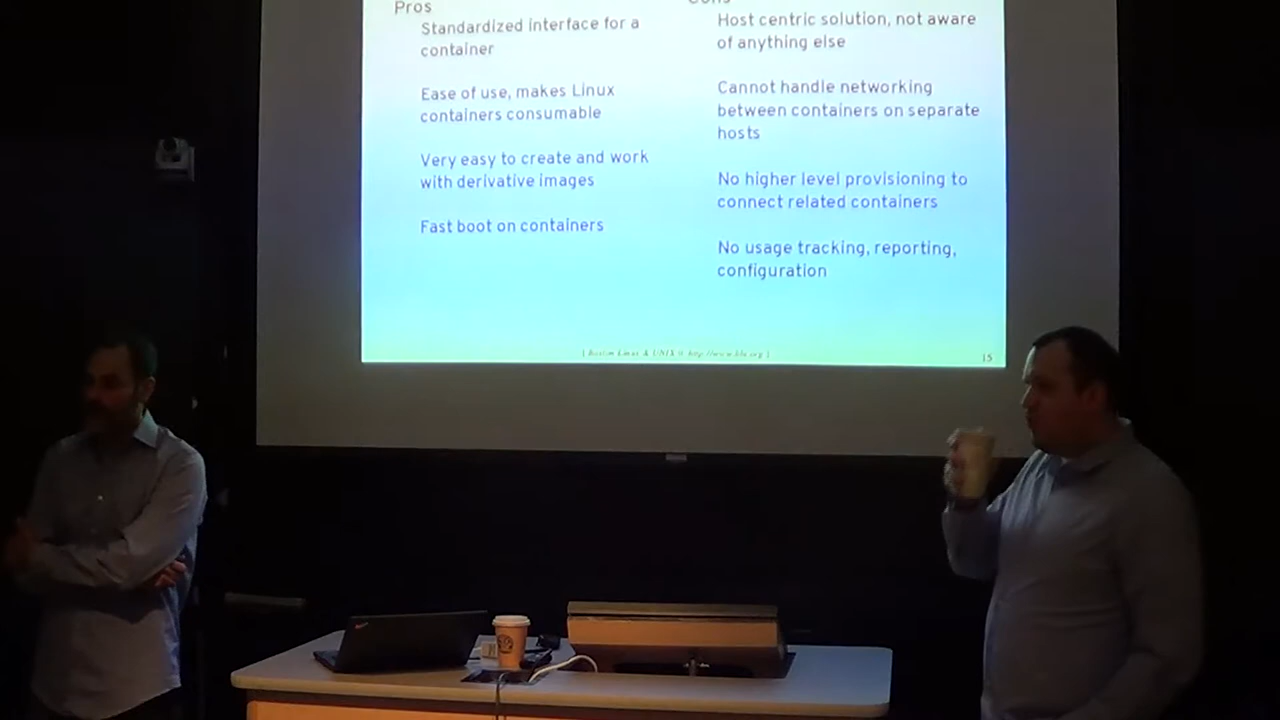 Pros
Standardized interface for a
container
Ease of use, makes Linux
containers consumable
Very easy to create and work
with derivative images
Fast boot on containers
Cons
Host centric solution, not aware
of anything else
Cannot handle networking
between containers on separate
hosts
No higher level provisioning to
connect related containers
No usage tracking, reporting,
configuration
15